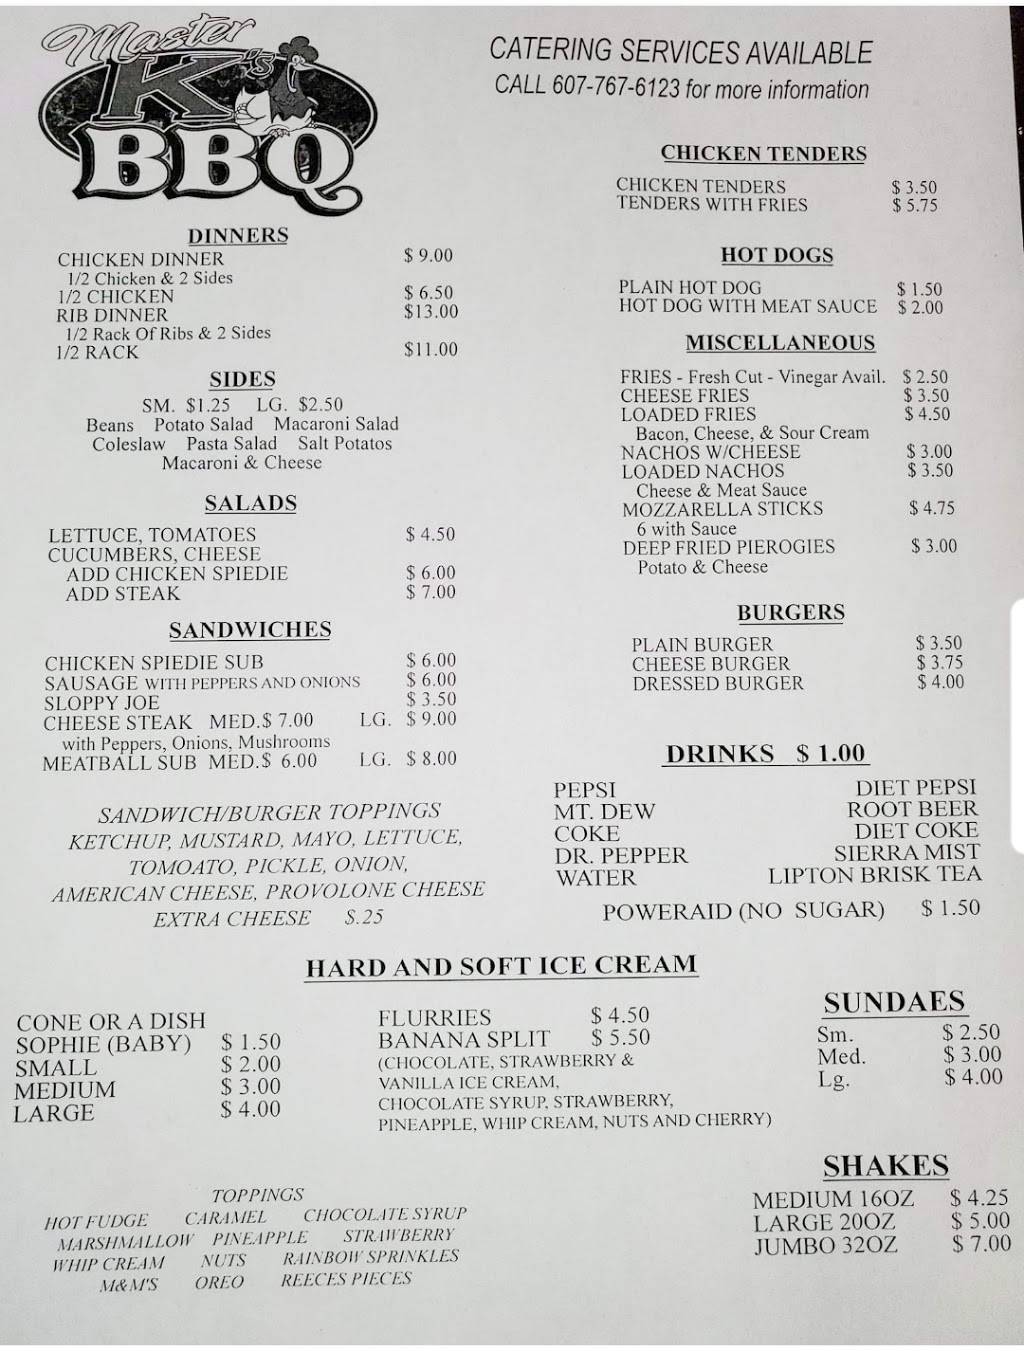 Master
K's
BBQ
CATERING SERVICES AVAILABLE
CALL 607-767-6123 for more information
DINNERS
CHICKEN DINNER $ 9.00
1/2 Chicken & 2 Sides
1/2 CHICKEN $ 6.50
RIB DINNER $13.00
1/2 Rack Of Ribs & 2 Sides
1/2 RACK $11.00
SIDES
SM. $1.25 LG. $2.50
Beans Potato Salad Macaroni Salad
Coleslaw Pasta Salad Salt Potatos
Macaroni & Cheese
SALADS
LETTUCE, TOMATOES $ 4.50
CUCUMBERS, CHEESE
ADD CHICKEN SPIEDIE $ 6.00
ADD STEAK $ 7.00
SANDWICHES
CHICKEN SPIEDIE SUB $ 6.00
SAUSAGE WITH PEPPERS AND ONIONS $ 6.00
SLOPPY JOE $ 3.50
CHEESE STEAK MED.$ 7.00 LG. $ 9.00
with Peppers, Onions, Mushrooms
MEATBALL SUB MED.$ 6.00 LG. $ 8.00
SANDWICH/BURGER TOPPINGS
KETCHUP, MUSTARD, MAYO, LETTUCE,
TOMOATO, PICKLE, ONION,
AMERICAN CHEESE, PROVOLONE CHEESE
EXTRA CHEESE $.25
CHICKEN TENDERS
CHICKEN TENDERS $ 3.50
TENDERS WITH FRIES $ 5.75
HOT DOGS
PLAIN HOT DOG $ 1.50
HOT DOG WITH MEAT SAUCE $ 2.00
MISCELLANEOUS
FRIES - Fresh Cut - Vinegar Avail. $ 2.50
CHEESE FRIES $ 3.50
LOADED FRIES $ 4.50
Bacon, Cheese, & Sour Cream
NACHOS W/CHEESE $ 3.00
LOADED NACHOS $ 3.50
Cheese & Meat Sauce
MOZZARELLA STICKS $ 4.75
6 with Sauce
DEEP FRIED PIEROGIES $ 3.00
Potato & Cheese
BURGERS
PLAIN BURGER $ 3.50
CHEESE BURGER $ 3.75
DRESSED BURGER $ 4.00
DRINKS $ 1.00
PEPSI DIET PEPSI
MT. DEW ROOT BEER
COKE DIET COKE
DR. PEPPER SIERRA MIST
WATER LIPTON BRISK TEA
POWERAID (NO SUGAR) $ 1.50
HARD AND SOFT ICE CREAM
CONE OR A DISH
SOPHIE (BABY) $ 1.50
SMALL $ 2.00
MEDIUM $ 3.00
LARGE $ 4.00
FLURRIES $ 4.50
BANANA SPLIT $ 5.50
(CHOCOLATE, STRAWBERRY &
VANILLA ICE CREAM,
CHOCOLATE SYRUP, STRAWBERRY,
PINEAPPLE, WHIP CREAM, NUTS AND CHERRY)
SUNDAES
Sm. $ 2.50
Med. $ 3.00
Lg. $ 4.00
SHAKES
MEDIUM 16OZ $ 4.25
LARGE 20OZ $ 5.00
JUMBO 32OZ $ 7.00
TOPPINGS
HOT FUDGE CARAMEL CHOCOLATE SYRUP
MARSHMALLOW PINEAPPLE STRAWBERRY
WHIP CREAM NUTS RAINBOW SPRINKLES
M&M'S OREO REECES PIECES